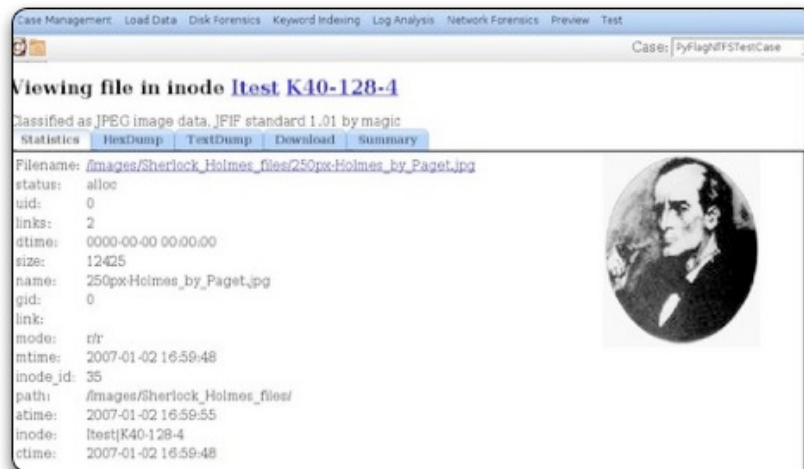 Case Management Load Data Disk Forensics Keyword Indexing Log Analysis Network Forensics Preview Test
Case: PyFlagNTFSTestCase
Viewing file in inode Itest K40-128-4
Classified as JPEG image data, JFIF standard 1.01 by magic
Statistics HexDump TextDump Download Summary
Filename: /Images/Sherlock_Holmes_files/250px-Holmes_by_Paget.jpg
status: alloc
uid: 0
links: 2
dtime: 0000-00-00 00:00:00
size: 12425
name: 250px-Holmes_by_Paget.jpg
gid: 0
link:
mode: r/r
mtime: 2007-01-02 16:59:48
inode_id: 35
path: /Images/Sherlock_Holmes_files/
atime: 2007-01-02 16:59:55
inode: Itest|K40-128-4
ctime: 2007-01-02 16:59:48